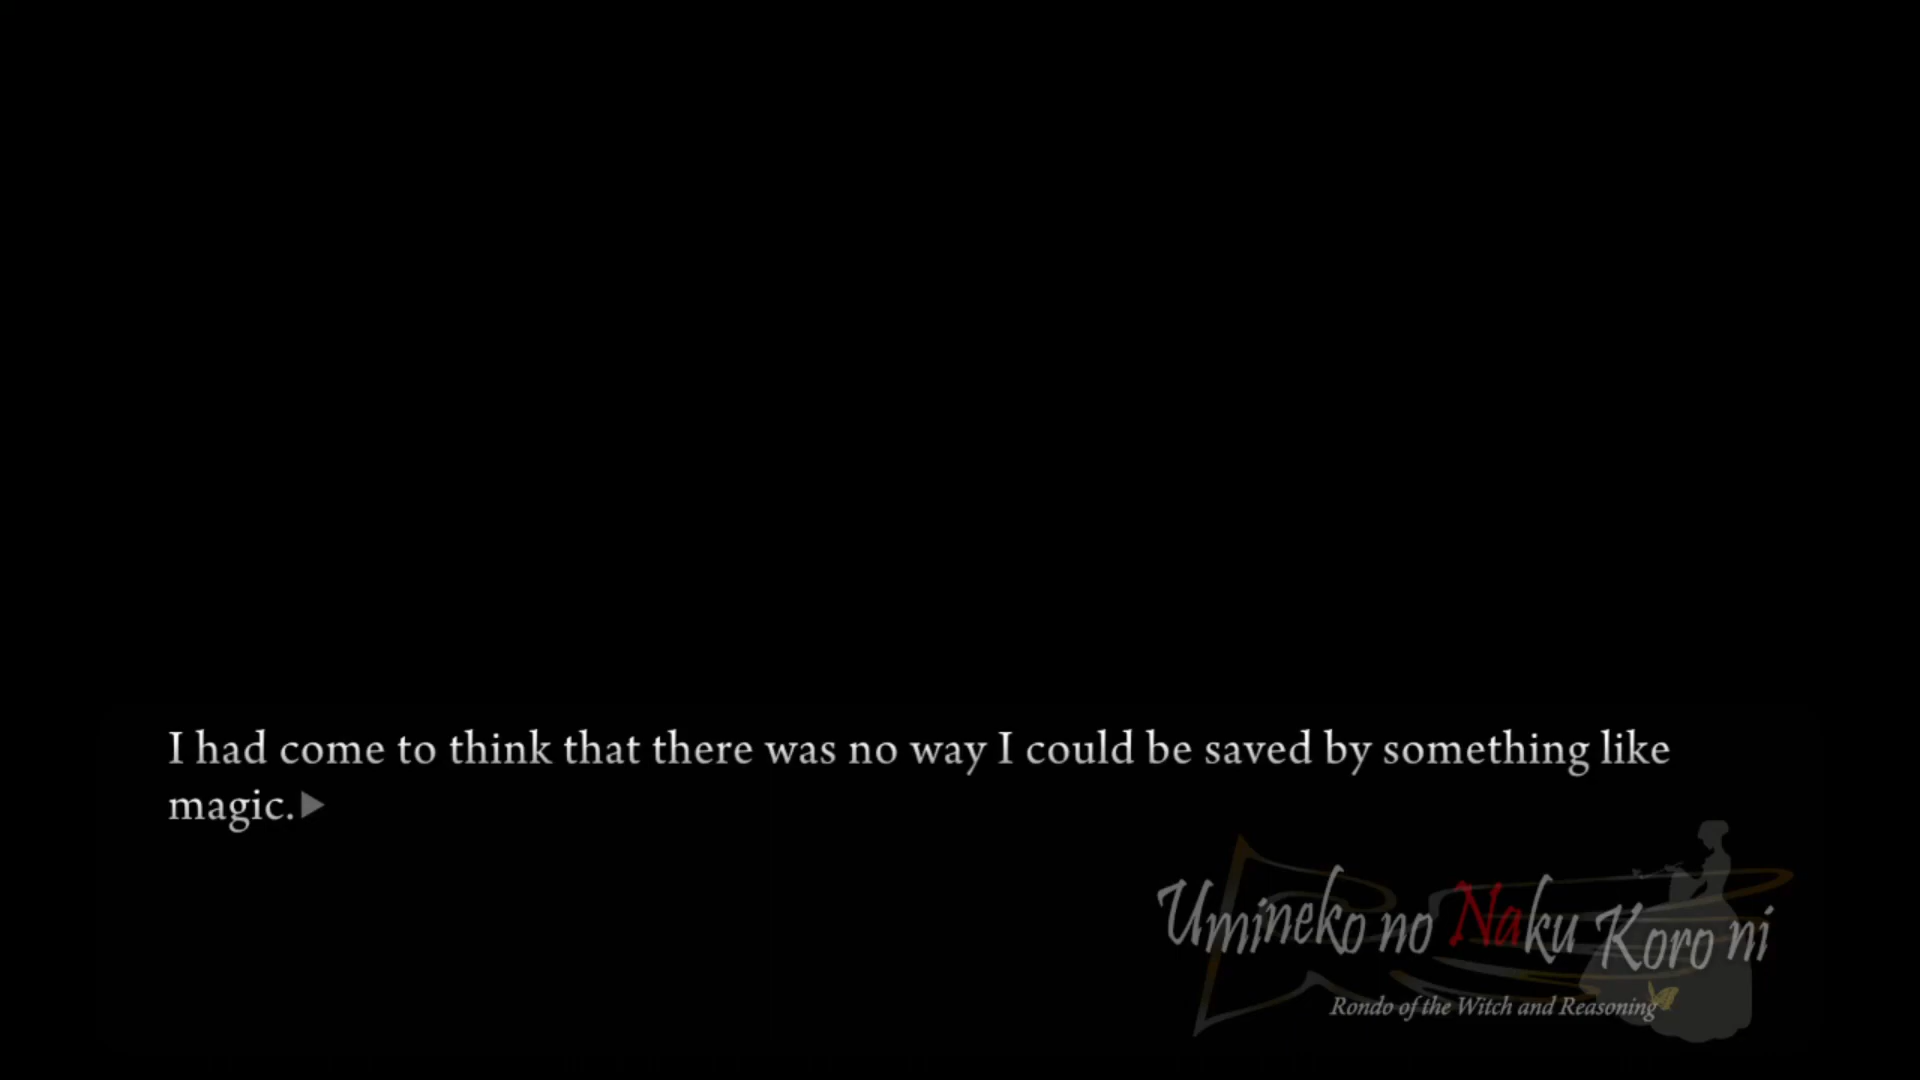 I had come to think that there was no way I could be saved by something like
magic.
Umineko no Naku Koro ni
Rondo of the Witch and Reasoning